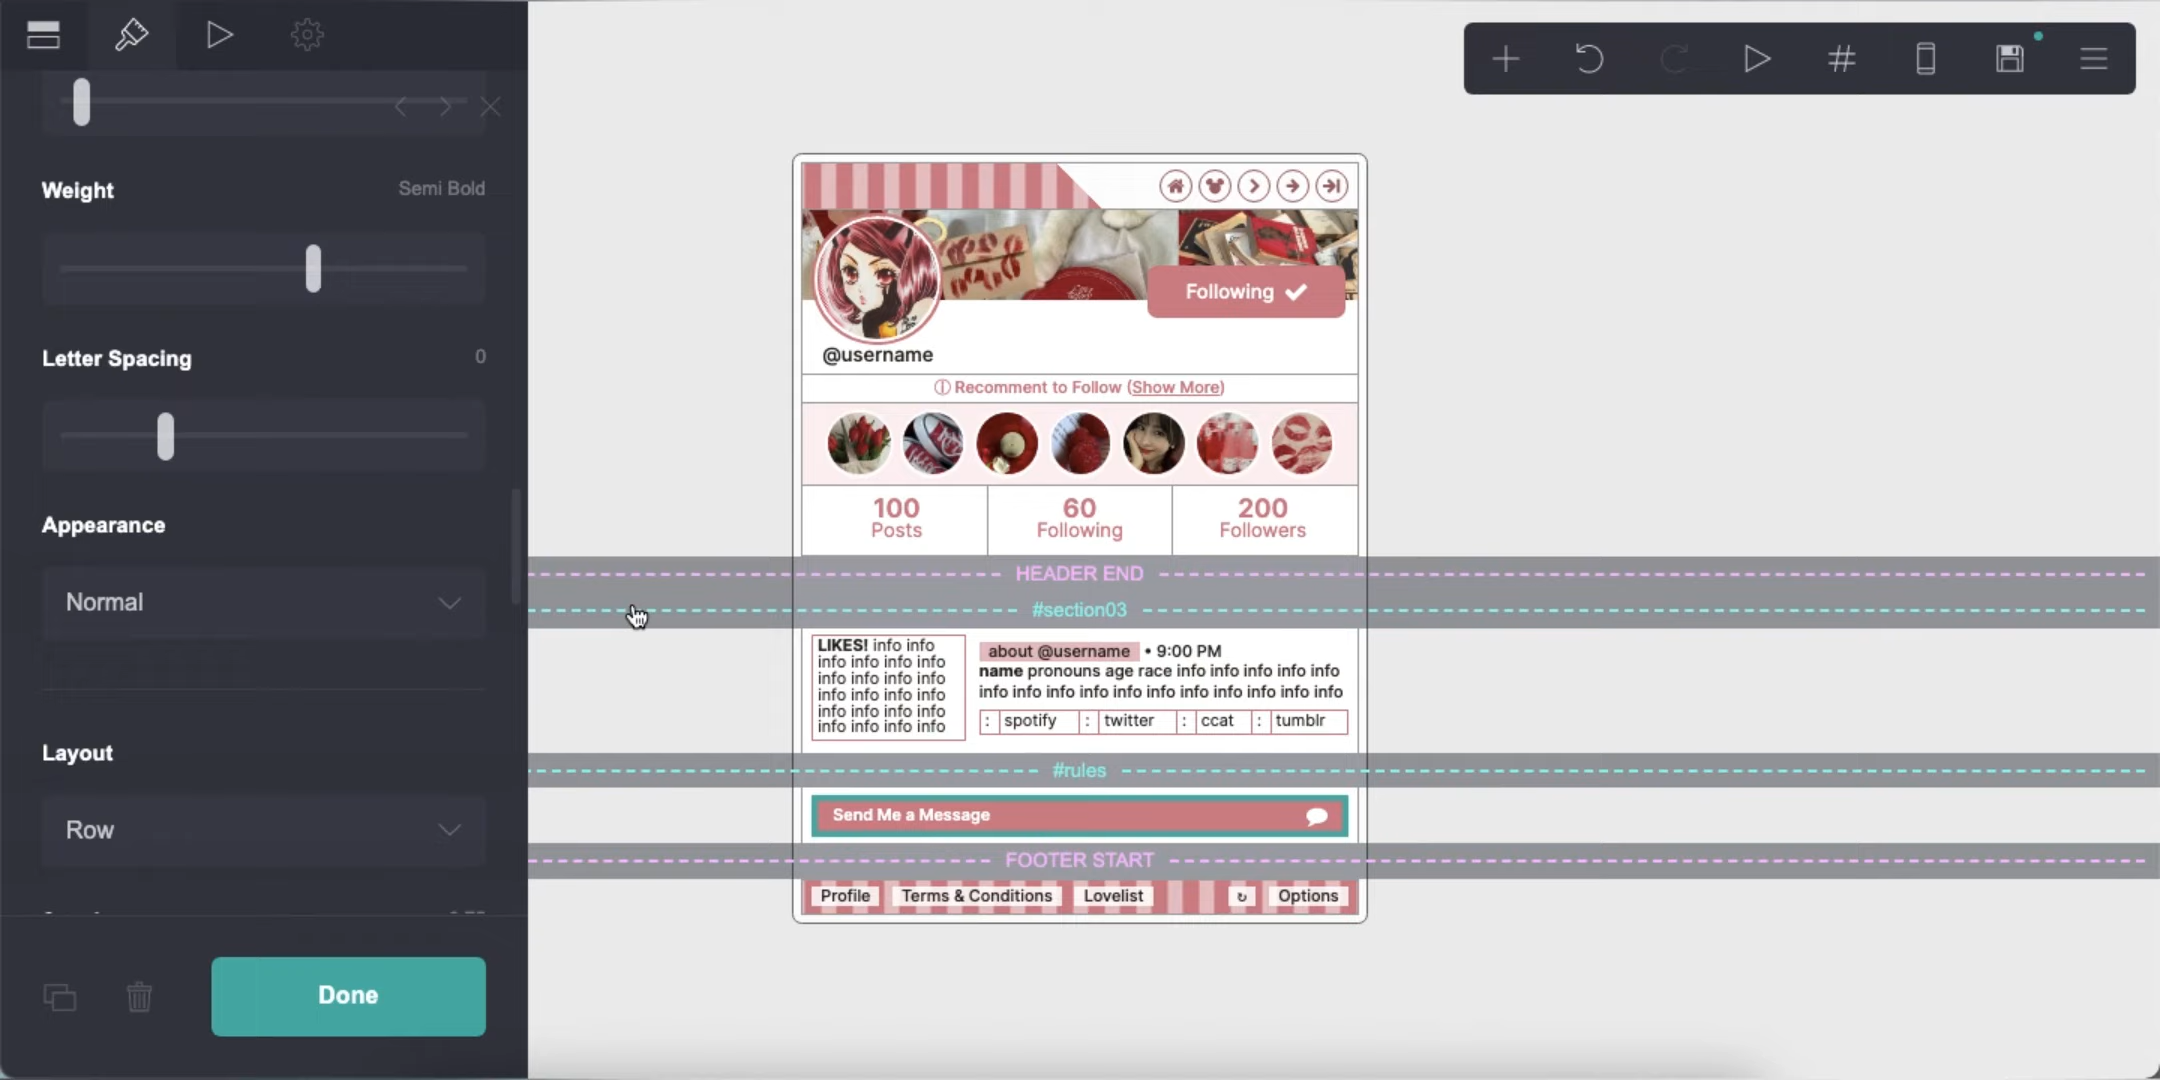 Weight
Semi Bold
Letter Spacing
0
Appearance
Normal
Layout
Row
Done
Following
@username
Recomment to Follow (Show More)
100
Posts
60
Following
200
Followers
HEADER END
#section03
LIKES! info info
info info info info
info info info info
info info info info
info info info info
info info info info
about @username • 9:00 PM
name pronouns age race info info info info info
info info info info info info info info info info info
: spotify : twitter : ccat : tumblr
#rules
Send Me a Message
FOOTER START
Profile
Terms & Conditions
Lovelist
↻
Options